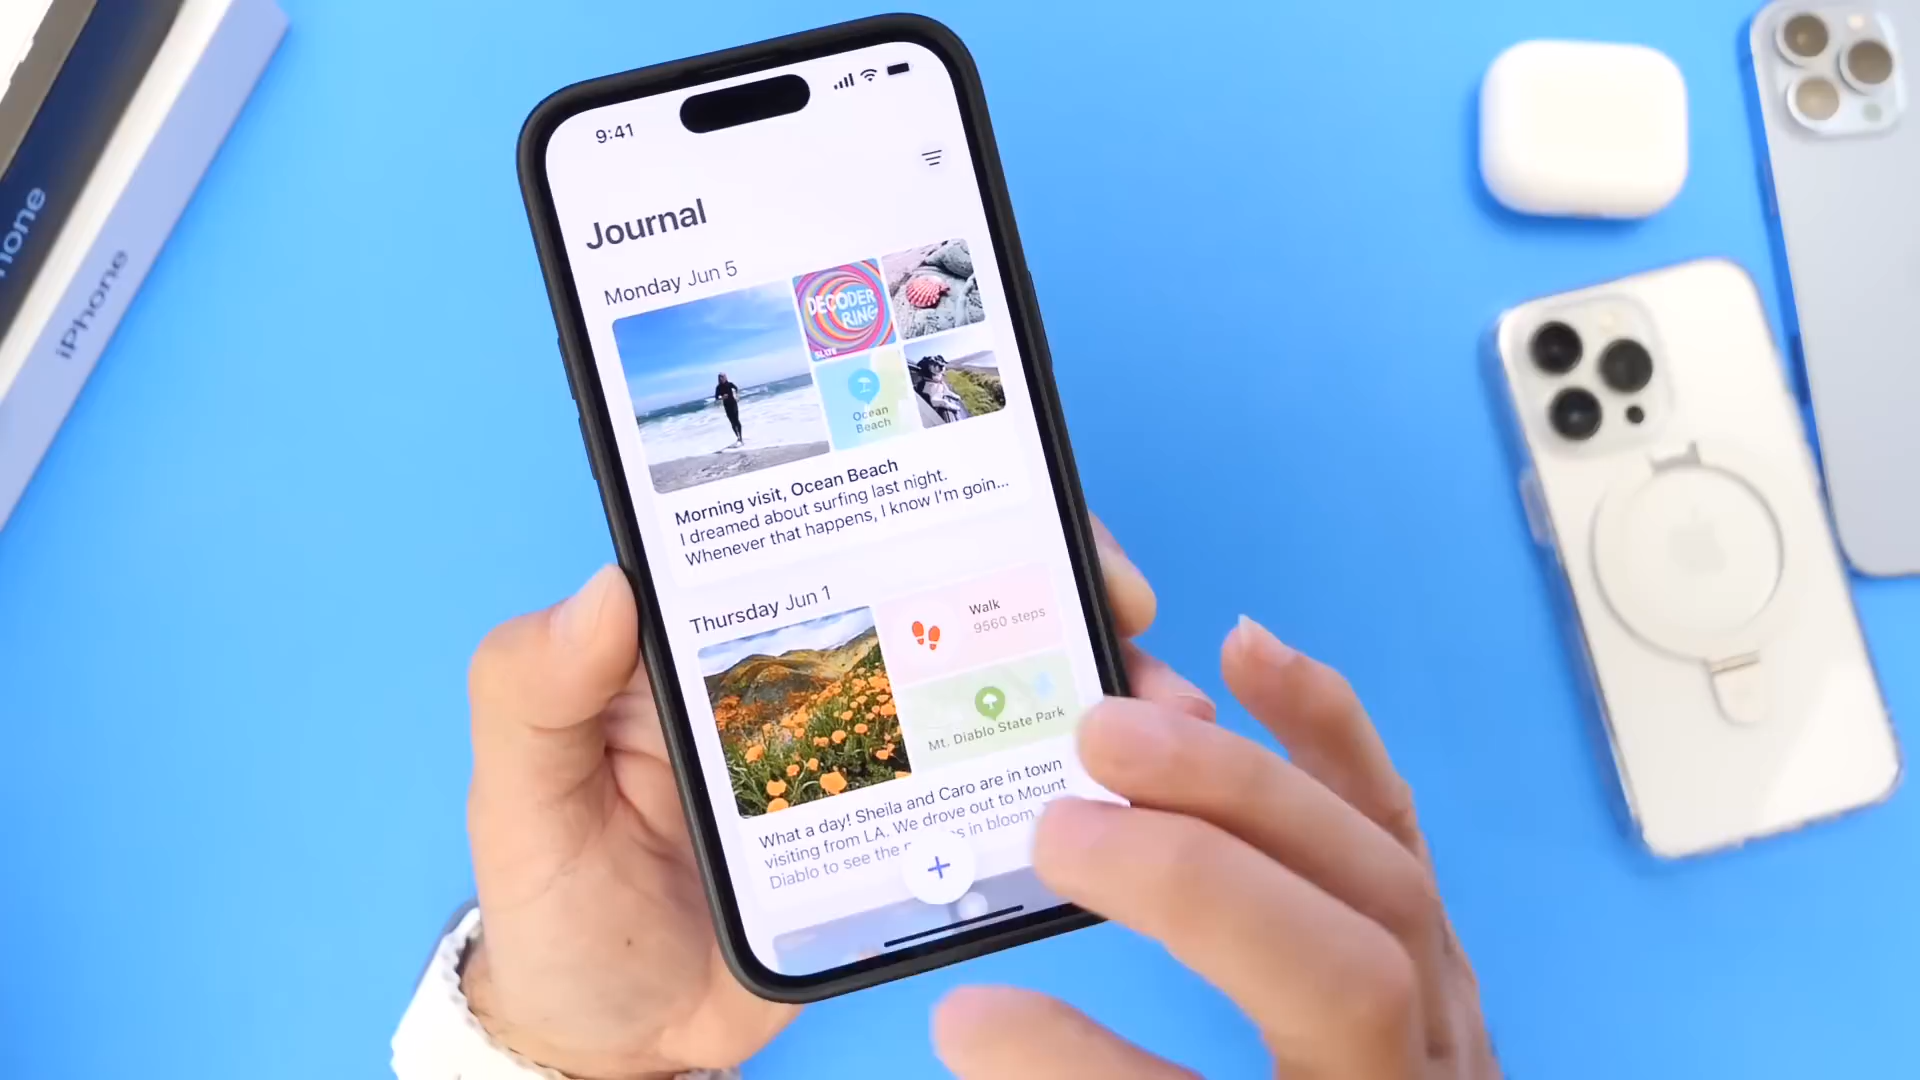 9:41
Journal
Monday Jun 5
DECODER
RING
SLATE
Ocean
Beach
Morning visit, Ocean Beach
I dreamed about surfing last night.
Whenever that happens, I know I'm goin...
Thursday Jun 1
Walk
9560 steps
Mt. Diablo State Park
What a day! Sheila and Caro are in town
visiting from LA. We drove out to Mount
Diablo to see the in bloom.
hone
iPhone